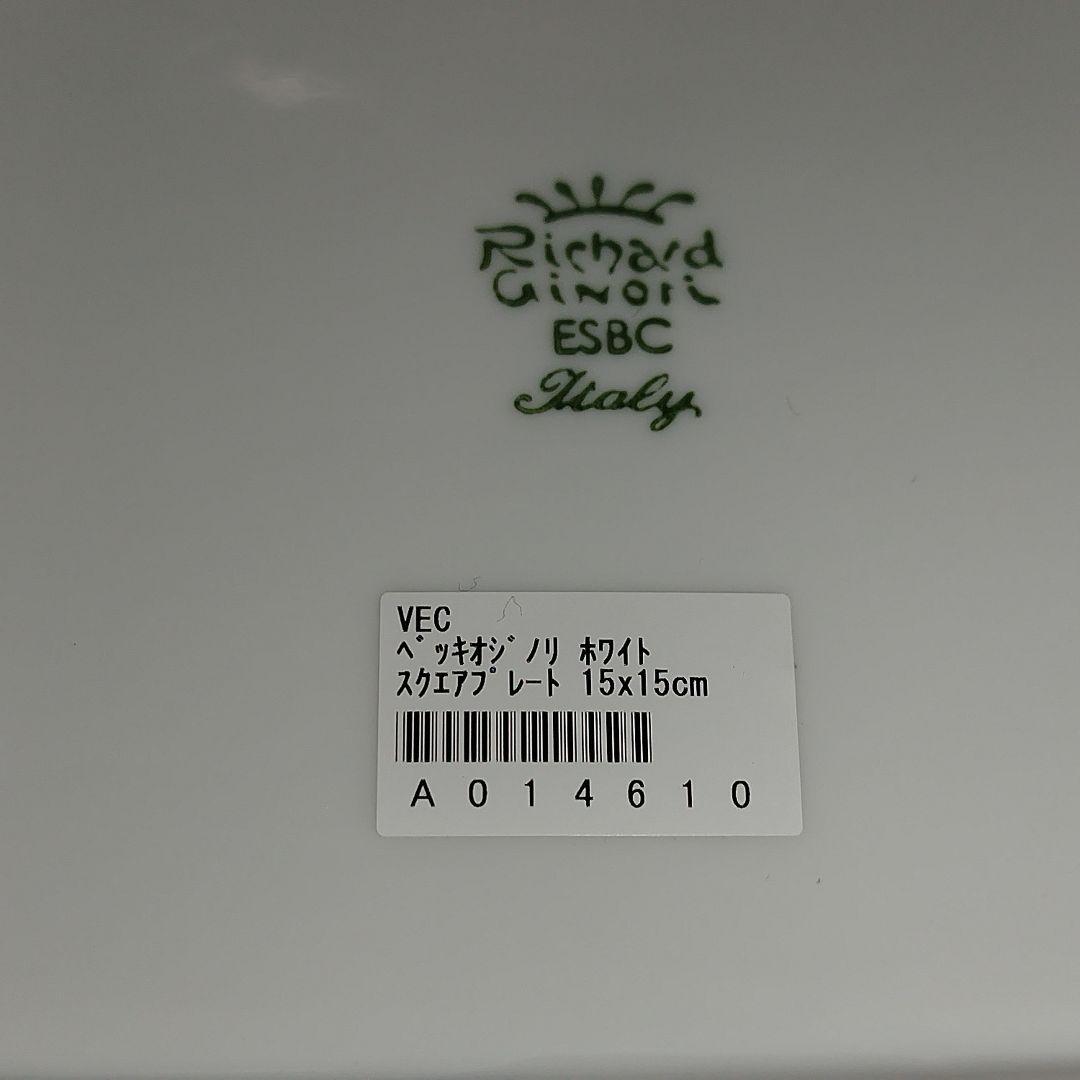 Richard
Ginori
ESBC
Italy
VEC
ベッキオジノリ ホワイト
スクエアプレート 15x15cm
A014610